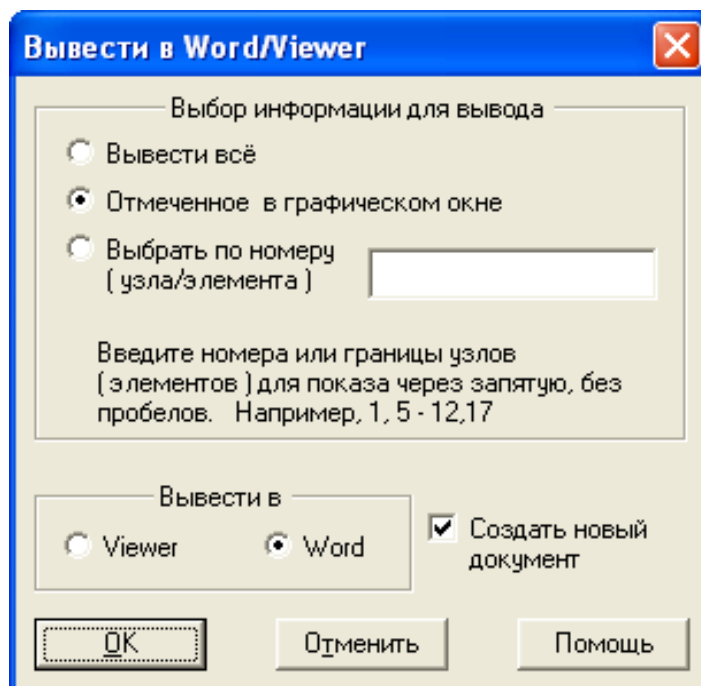 Вывести в Word/Viewer
Выбор информации для вывода
Вывести всё
Отмеченное в графическом окне
Выбрать по номеру
( узла/элемента )
Введите номера или границы узлов
( элементов ) для показа через запятую, без
пробелов. Например, 1, 5 - 12,17
Вывести в
Viewer
Word
Создать новый
документ
OK
Отменить
Помощь